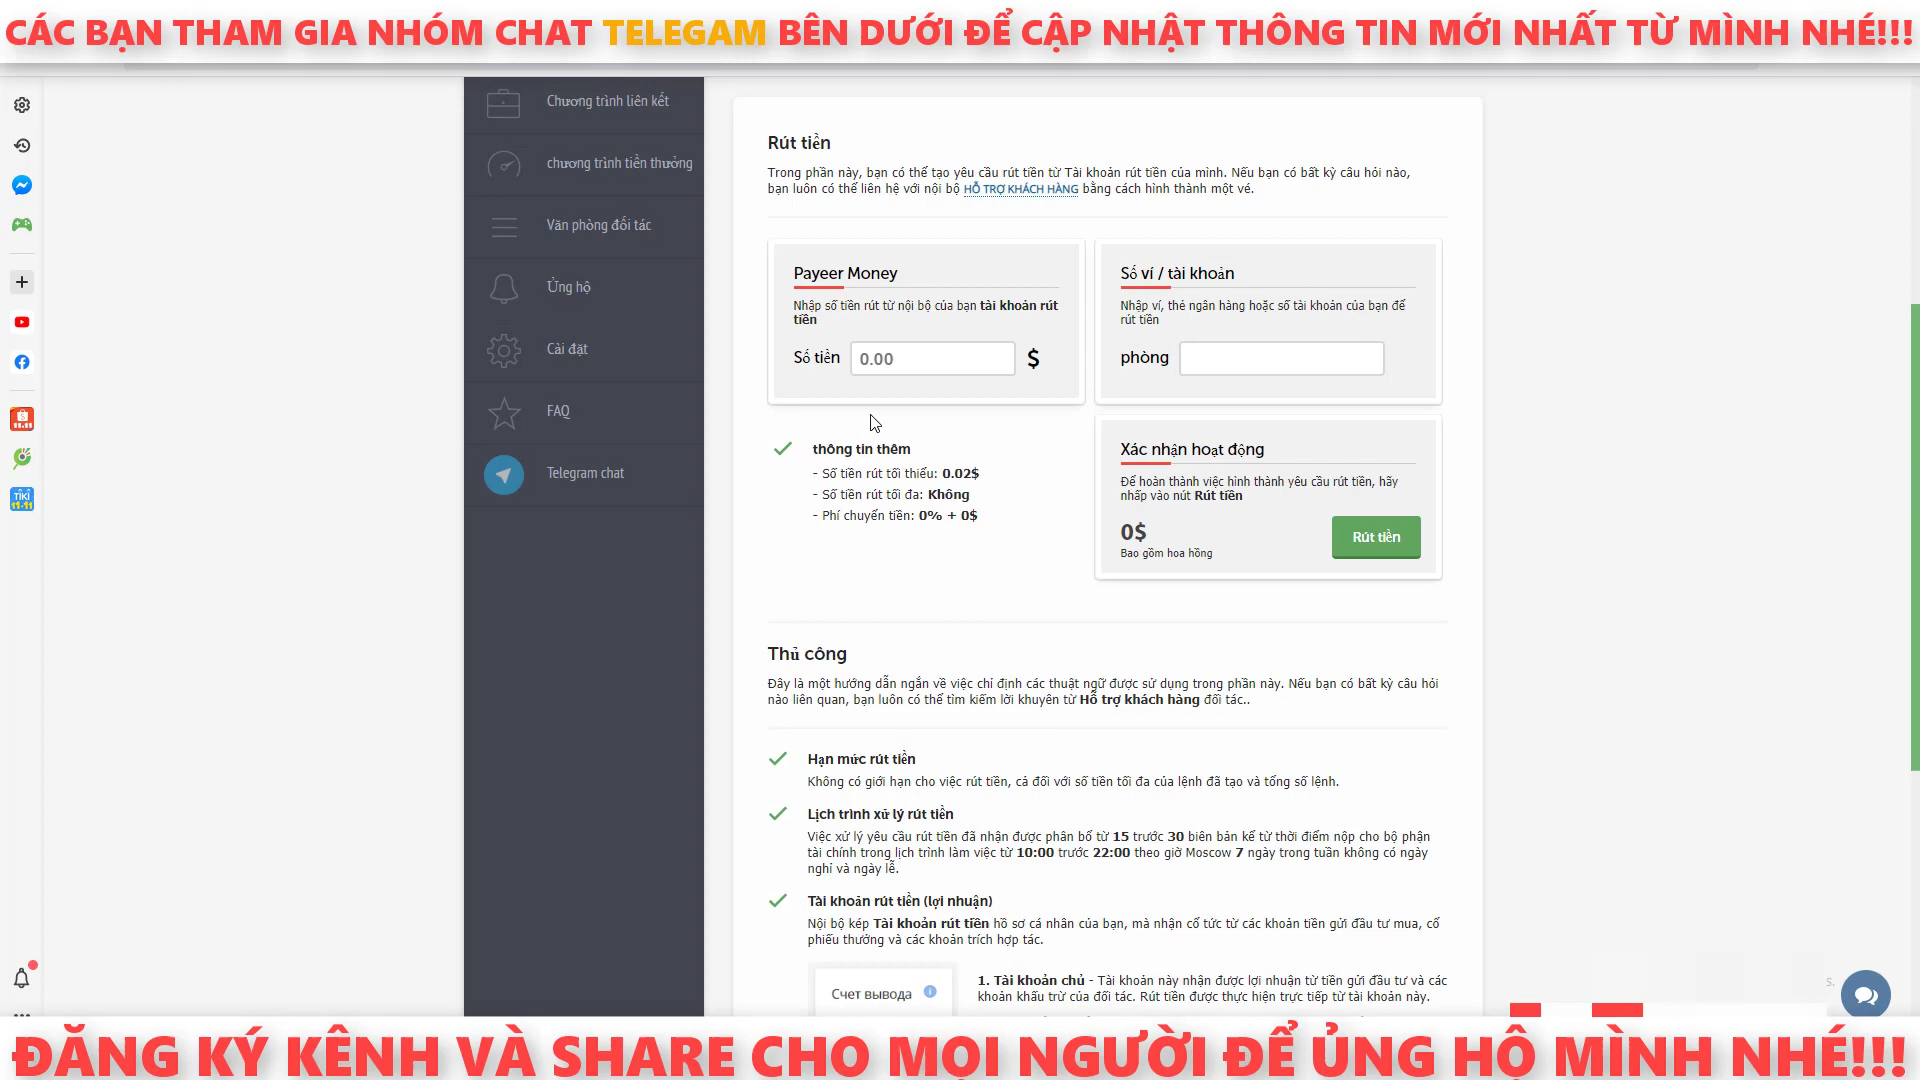 CÁC BẠN THAM GIA NHÓM CHAT TELEGAM BÊN DƯỚI ĐỂ CẬP NHẬT THÔNG TIN MỚI NHẤT TỪ MÌNH NHÉ!!!
Chương trình liên kết
chương trình tiền thưởng
Văn phòng đối tác
Ủng hộ
Cài đặt
FAQ
Telegram chat
Rút tiền
Trong phần này, bạn có thể tạo yêu cầu rút tiền từ Tài khoản rút tiền của mình. Nếu bạn có bất kỳ câu hỏi nào,
bạn luôn có thể liên hệ với nội bộ HỖ TRỢ KHÁCH HÀNG bằng cách hình thành một vé.
Payeer Money
Nhập số tiền rút từ nội bộ của bạn tài khoản rút
tiền
Số tiền 0.00 $
Số ví / tài khoản
Nhập ví, thẻ ngân hàng hoặc số tài khoản của bạn để
rút tiền
phòng
thông tin thêm
- Số tiền rút tối thiểu: 0.02$
- Số tiền rút tối đa: Không
- Phí chuyển tiền: 0% + 0$
Xác nhận hoạt động
Để hoàn thành việc hình thành yêu cầu rút tiền, hãy
nhấp vào nút Rút tiền
0$
Bao gồm hoa hồng
Rút tiền
Thủ công
Đây là một hướng dẫn ngắn về việc chỉ định các thuật ngữ được sử dụng trong phần này. Nếu bạn có bất kỳ câu hỏi
nào liên quan, bạn luôn có thể tìm kiếm lời khuyên từ Hỗ trợ khách hàng đối tác..
Hạn mức rút tiền
Không có giới hạn cho việc rút tiền, cả đối với số tiền tối đa của lệnh đã tạo và tổng số lệnh.
Lịch trình xử lý rút tiền
Việc xử lý yêu cầu rút tiền đã nhận được phân bổ từ 15 trước 30 biên bản kể từ thời điểm nộp cho bộ phận
tài chính trong lịch trình làm việc từ 10:00 trước 22:00 theo giờ Moscow 7 ngày trong tuần không có ngày
nghỉ và ngày lễ.
Tài khoản rút tiền (lợi nhuận)
Nội bộ kép Tài khoản rút tiền hồ sơ cá nhân của bạn, mà nhận cổ tức từ các khoản tiền gửi đầu tư mua, cổ
phiếu thưởng và các khoản trích hợp tác.
Счет вывода
1. Tài khoản chủ - Tài khoản này nhận được lợi nhuận từ tiền gửi đầu tư và các
khoản khấu trừ của đối tác. Rút tiền được thực hiện trực tiếp từ tài khoản này.
S.
11.11
TIKI
11-11
ĐĂNG KÝ KÊNH VÀ SHARE CHO MỌI NGƯỜI ĐỂ ỦNG HỘ MÌNH NHÉ!!!